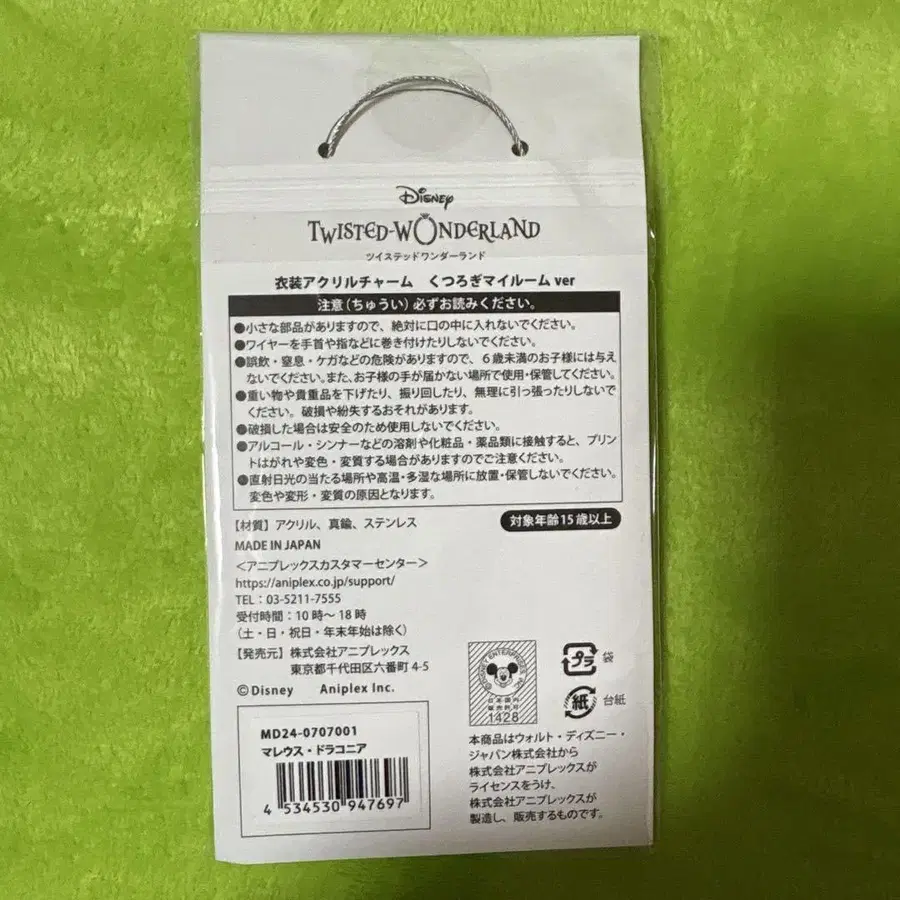 Disney
TWISTED-WONDERLAND
ツイステッドワンダーランド
衣装アクリルチャーム くつろぎマイルーム ver
注意(ちゅうい)必ずお読みください。
●小さな部品がありますので、絶対に口の中に入れないでください。
●ワイヤーを手首や指などに巻き付けたりしないでください。
●誤飲・窒息・ケガなどの危険がありますので、6歳未満のお子様には与え
ないでください。また、お子様の手が届かない場所で使用・保管してください。
●重い物や貴重品を下げたり、振り回したり、無理に引っ張ったりしないで
ください。破損や紛失するおそれがあります。
●破損した場合は安全のため使用しないでください。
●アルコール・シンナーなどの溶剤や化粧品・薬品類に接触すると、プリン
トはがれや変色・変質する場合がありますのでご注意ください。
●直射日光の当たる場所や高温・多湿な場所に放置・保管しないでください。
変色や変形・変質の原因となります。
【材質】アクリル、真鍮、ステンレス
対象年齢15歳以上
MADE IN JAPAN
<アニプレックスカスタマーセンター>
https://aniplex.co.jp/support/
TEL:03-5211-7555
受付時間:10時~18時
(土・日・祝日・年末年始は除く)
【発売元】株式会社アニプレックス
東京都千代田区六番町 4-5
©Disney Aniplex Inc.
MD24-0707001
マレウス・ドラコニア
4 534530 947697
DISNEY ENTERPRISES INC.
日本国内
販売許可
1428
プラ 袋
紙 台紙
本商品はウォルト・ディズニー・
ジャパン株式会社から
株式会社アニプレックスが
ライセンスをうけ、
株式会社アニプレックスが
製造し、販売するものです。